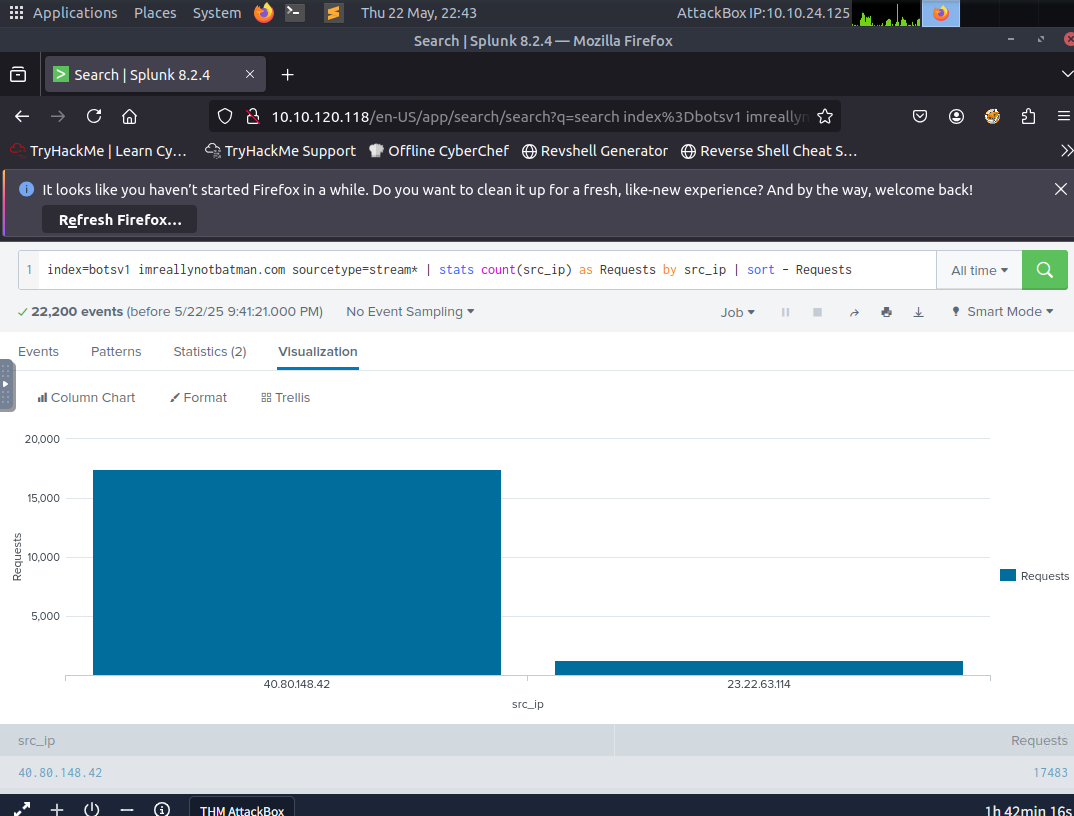 Applications Places System Thu 22 May, 22:43 AttackBox IP:10.10.24.125
Search | Splunk 8.2.4 — Mozilla Firefox
Search | Splunk 8.2.4
10.10.120.118/en-US/app/search/search?q=search index%3Dbotsv1 imreallyn
TryHackMe | Learn Cy… TryHackMe Support Offline CyberChef Revshell Generator Reverse Shell Cheat S…
It looks like you haven’t started Firefox in a while. Do you want to clean it up for a fresh, like-new experience? And by the way, welcome back!
Refresh Firefox…
1 index=botsv1 imreallynotbatman.com sourcetype=stream* | stats count(src_ip) as Requests by src_ip | sort - Requests All time
22,200 events (before 5/22/25 9:41:21.000 PM) No Event Sampling Job Smart Mode
Events Patterns Statistics (2) Visualization
Column Chart Format Trellis
20,000
15,000
10,000
5,000
Requests
Requests
40.80.148.42 23.22.63.114
src_ip
src_ip Requests
40.80.148.42 17483
THM AttackBox 1h 42min 16s